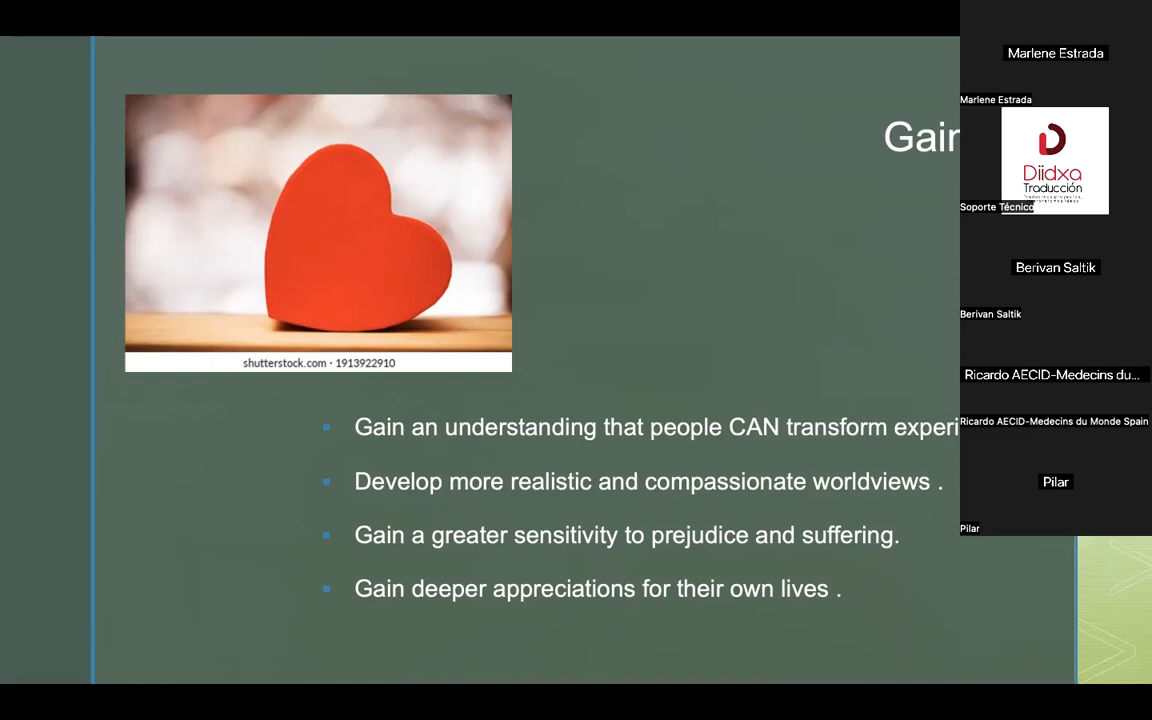 Gain
shutterstock.com · 1913922910
Gain an understanding that people CAN transform experi
Develop more realistic and compassionate worldviews .
Gain a greater sensitivity to prejudice and suffering.
Gain deeper appreciations for their own lives .
Marlene Estrada
Marlene Estrada
Diidxa
Traducción
Soporte Técnico
Berivan Saltik
Berivan Saltik
Ricardo AECID-Medecins du...
Ricardo AECID-Medecins du Monde Spain
Pilar
Pilar